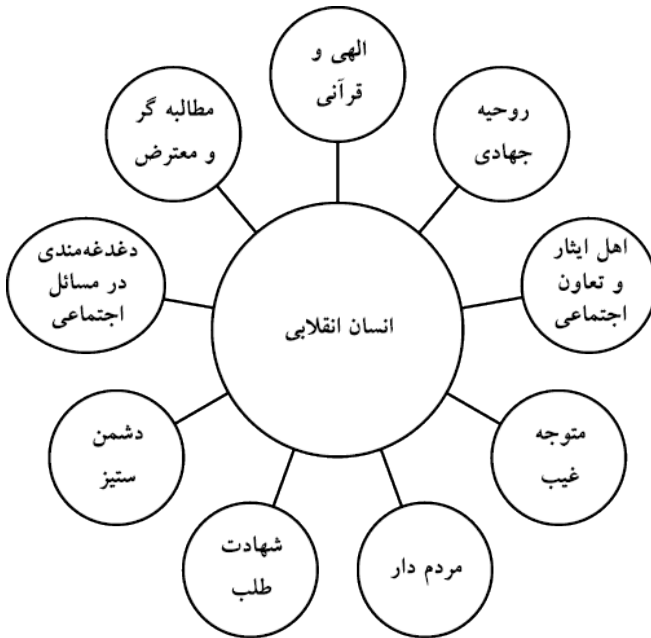 الهی و
قرآنی
روحیه
جهادی
اهل ایثار
و تعاون
اجتماعی
متوجه
غیب
مردم دار
شهادت
طلب
دشمن
ستیز
دغدغه‌مندی
در مسائل
اجتماعی
مطالبه گر
و معترض
انسان انقلابی